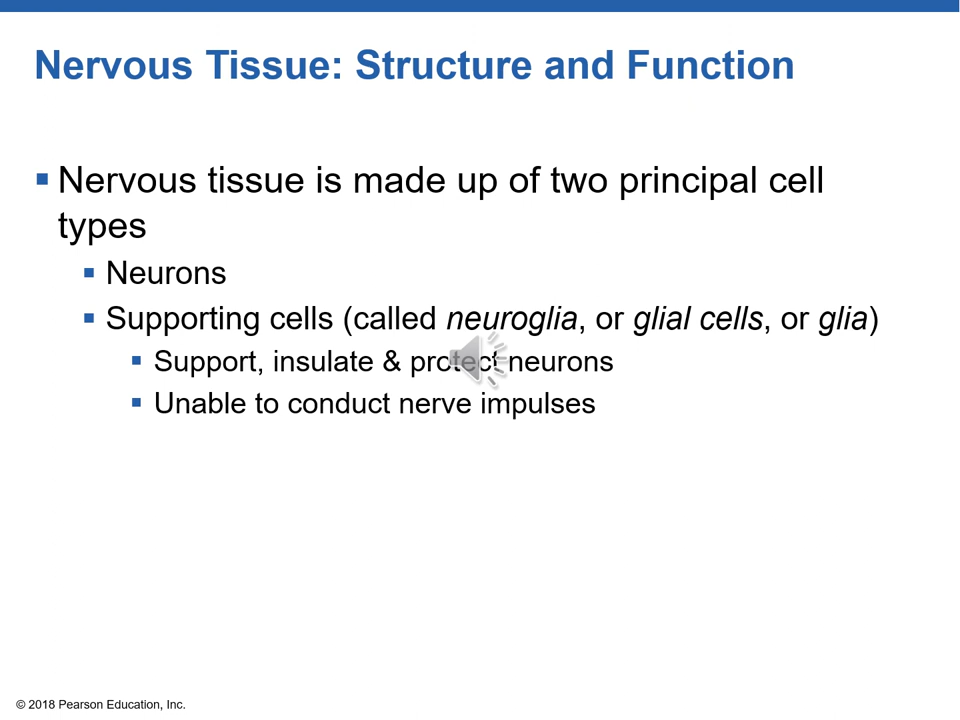 Nervous Tissue: Structure and Function
Nervous tissue is made up of two principal cell
types
Neurons
Supporting cells (called neuroglia, or glial cells, or glia)
Support, insulate & protect neurons
Unable to conduct nerve impulses
© 2018 Pearson Education, Inc.